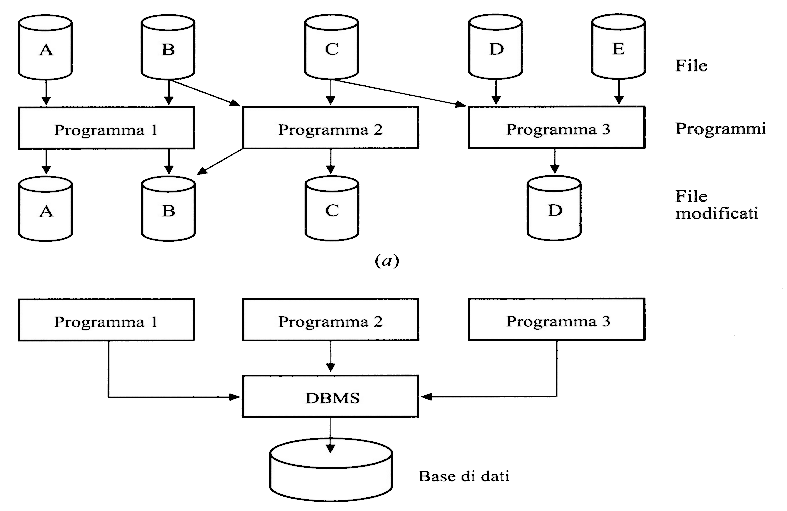 A B C D E
File
Programma 1 Programma 2 Programma 3 Programmi
A B C D
File
modificati
(a)
Programma 1 Programma 2 Programma 3
DBMS
Base di dati